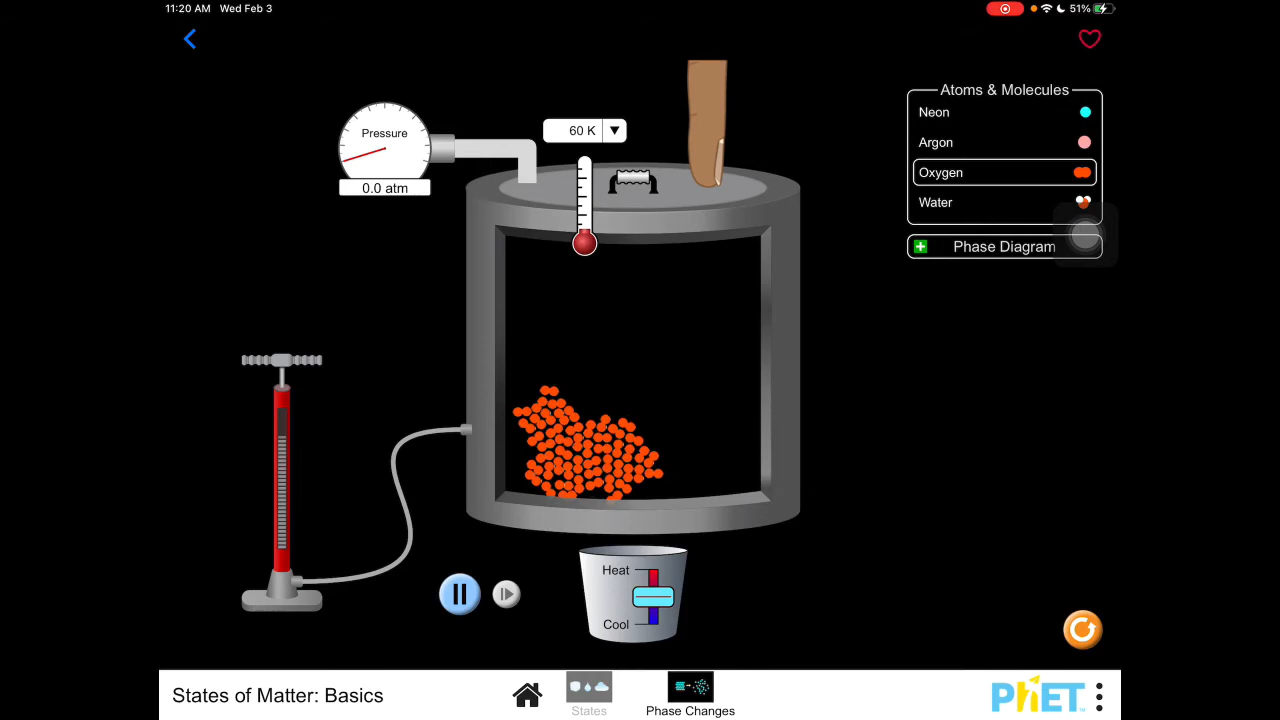 11:20 AM Wed Feb 3
51%
Atoms & Molecules
Neon
Argon
Oxygen
Water
Phase Diagram
Pressure
0.0 atm
60 K
Heat
Cool
States of Matter: Basics
States
Phase Changes
PhET